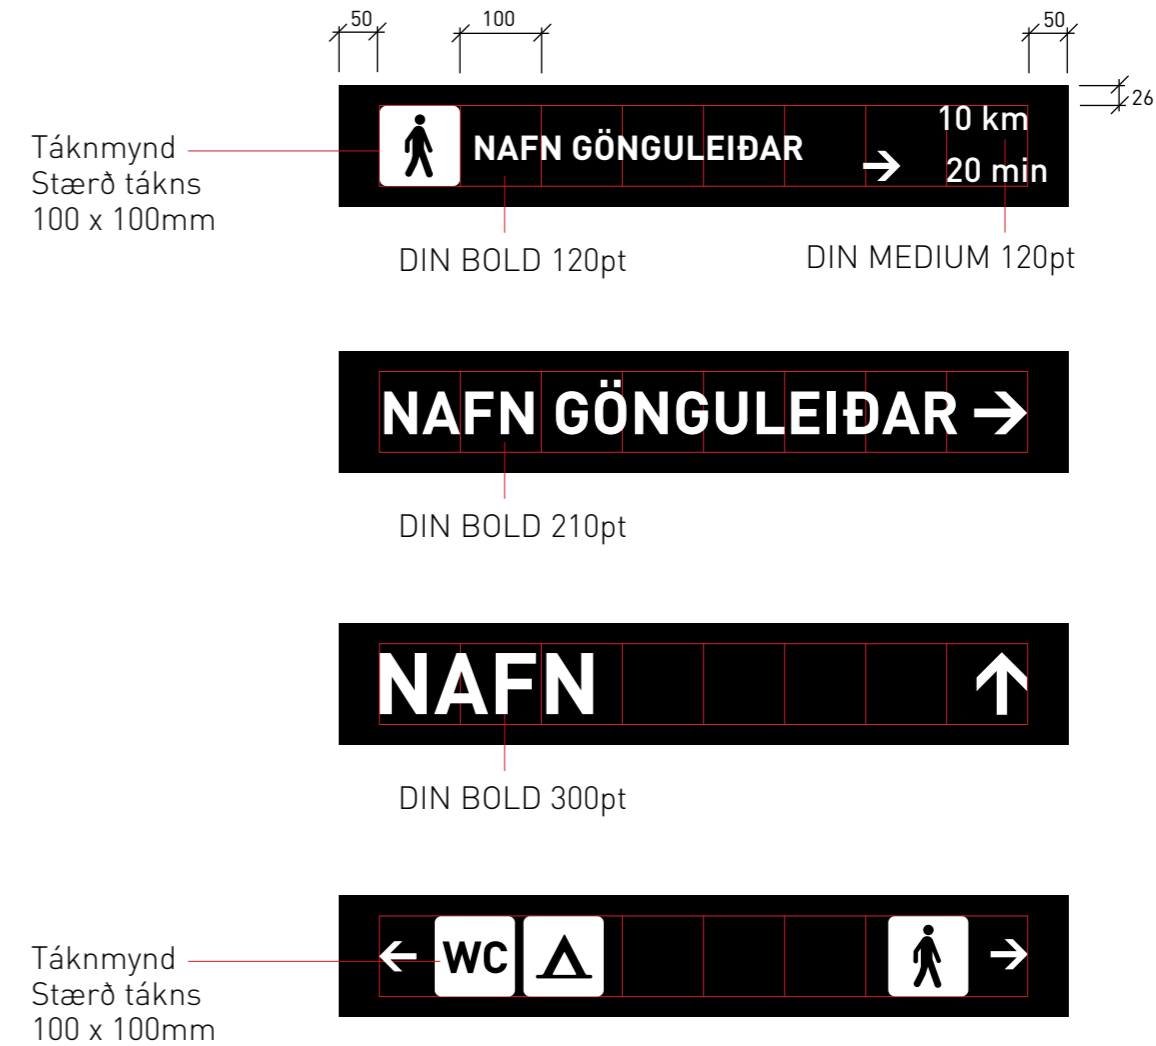 50
100
50
26
Táknmynd
Stærð tákns
100 x 100mm
NAFN GÖNGULEIÐAR
10 km
20 min
DIN BOLD 120pt
DIN MEDIUM 120pt
NAFN GÖNGULEIÐAR
DIN BOLD 210pt
NAFN
DIN BOLD 300pt
Táknmynd
Stærð tákns
100 x 100mm
WC